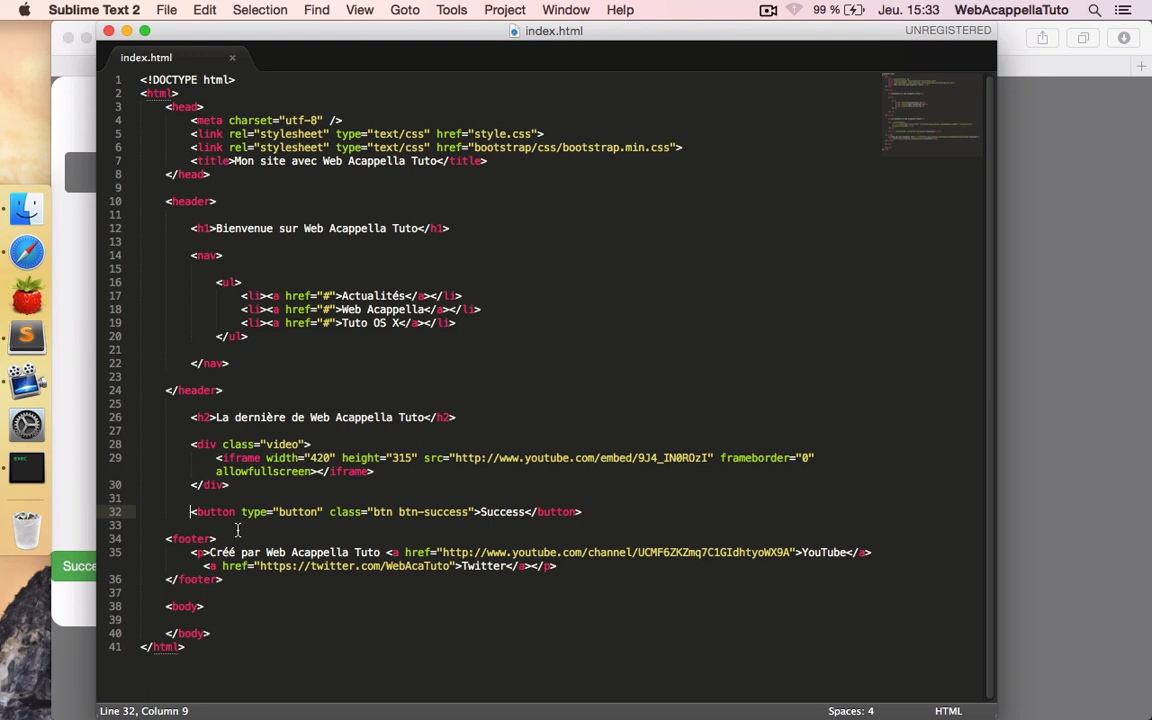 Sublime Text 2 File Edit Selection Find View Goto Tools Project Window Help 99 % Jeu. 15:33 WebAcappellaTuto
index.html UNREGISTERED
index.html
1 <!DOCTYPE html>
2 <html>
3 <head>
4 <meta charset="utf-8" />
5 <link rel="stylesheet" type="text/css" href="style.css">
6 <link rel="stylesheet" type="text/css" href="bootstrap/css/bootstrap.min.css">
7 <title>Mon site avec Web Acappella Tuto</title>
8 </head>
9
10 <header>
11
12 <h1>Bienvenue sur Web Acappella Tuto</h1>
13
14 <nav>
15
16 <ul>
17 <li><a href="#">Actualités</a></li>
18 <li><a href="#">Web Acappella</a></li>
19 <li><a href="#">Tuto OS X</a></li>
20 </ul>
21
22 </nav>
23
24 </header>
25
26 <h2>La dernière de Web Acappella Tuto</h2>
27
28 <div class="video">
29 <iframe width="420" height="315" src="http://www.youtube.com/embed/9J4_IN0ROzI" frameborder="0"
allowfullscreen></iframe>
30 </div>
31
32 <button type="button" class="btn btn-success">Success</button>
33
34 <footer>
35 <p>Créé par Web Acappella Tuto <a href="http://www.youtube.com/channel/UCMF6ZKZmq7C1GIdhtyoWX9A">YouTube</a>
<a href="https://twitter.com/WebAcaTuto">Twitter</a></p>
36 </footer>
37
38 <body>
39
40 </body>
41 </html>
Succe
exec
Line 32, Column 9 Spaces: 4 HTML